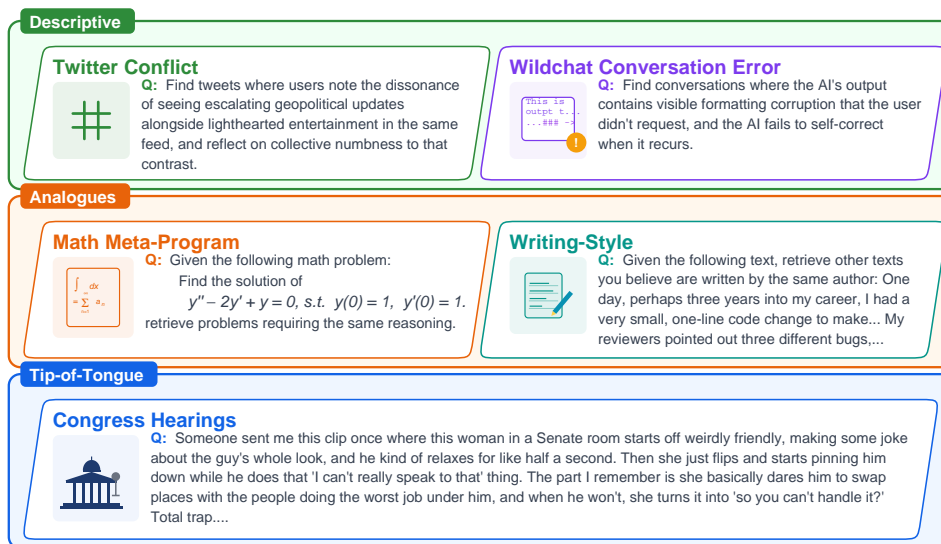 Descriptive
Twitter Conflict
Q: Find tweets where users note the dissonance
of seeing escalating geopolitical updates
alongside lighthearted entertainment in the same
feed, and reflect on collective numbness to that
contrast.
Wildchat Conversation Error
This is
outpt t...
...### ->
!
Q: Find conversations where the AI's output
contains visible formatting corruption that the user
didn't request, and the AI fails to self-correct
when it recurs.
Analogues
Math Meta-Program
Q: Given the following math problem:
Find the solution of
y'' − 2y' + y = 0, s.t. y(0) = 1, y'(0) = 1.
retrieve problems requiring the same reasoning.
Writing-Style
Q: Given the following text, retrieve other texts
you believe are written by the same author: One
day, perhaps three years into my career, I had a
very small, one-line code change to make... My
reviewers pointed out three different bugs,...
Tip-of-Tongue
Congress Hearings
Q: Someone sent me this clip once where this woman in a Senate room starts off weirdly friendly, making some joke
about the guy's whole look, and he kind of relaxes for like half a second. Then she just flips and starts pinning him
down while he does that 'I can't really speak to that' thing. The part I remember is she basically dares him to swap
places with the people doing the worst job under him, and when he won't, she turns it into 'so you can't handle it?'
Total trap....